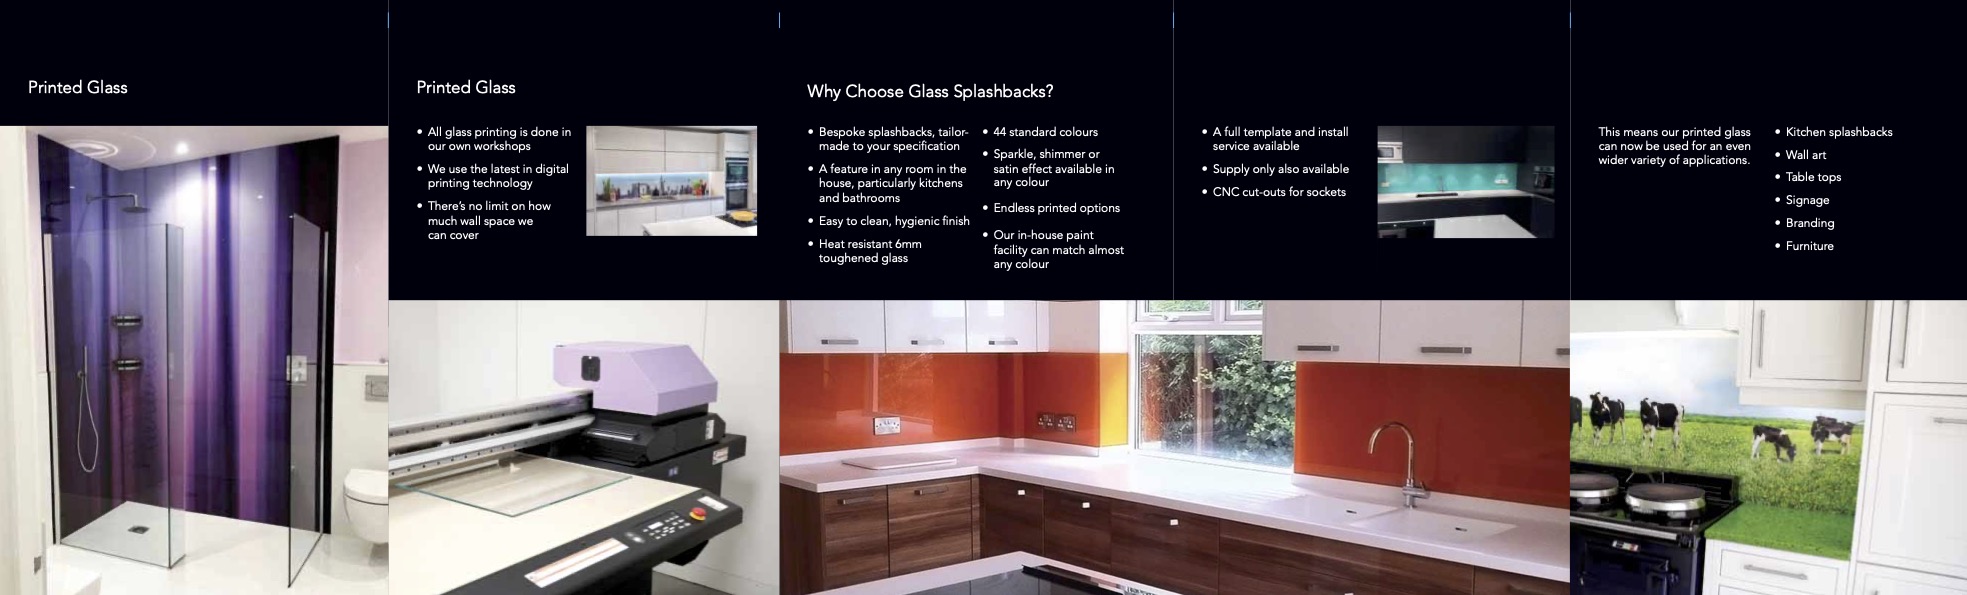 Printed Glass
Printed Glass
• All glass printing is done in
our own workshops
• We use the latest in digital
printing technology
• There's no limit on how
much wall space we
can cover
Why Choose Glass Splashbacks?
• Bespoke splashbacks, tailor-
made to your specification
• A feature in any room in the
house, particularly kitchens
and bathrooms
• Easy to clean, hygienic finish
• Heat resistant 6mm
toughened glass
• 44 standard colours
• Sparkle, shimmer or
satin effect available in
any colour
• Endless printed options
• Our in-house paint
facility can match almost
any colour
• A full template and install
service available
• Supply only also available
• CNC cut-outs for sockets
This means our printed glass
can now be used for an even
wider variety of applications.
• Kitchen splashbacks
• Wall art
• Table tops
• Signage
• Branding
• Furniture